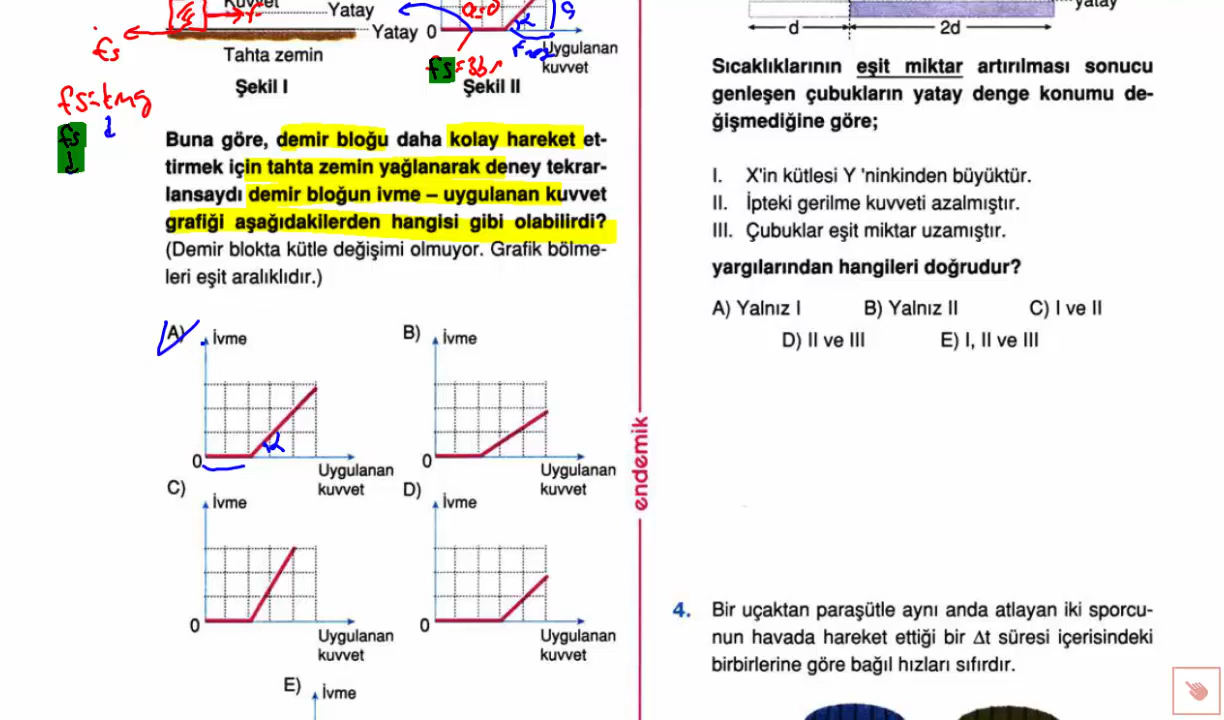 Kuvvet
F
Yatay
Yatay
fs
Tahta zemin
Şekil I
fs=kmg
fs
a=0
0
α
Uygulanan
kuvvet
Şekil II
Buna göre, demir bloğu daha kolay hareket et-
tirmek için tahta zemin yağlanarak deney tekrar-
lansaydı demir bloğun ivme – uygulanan kuvvet
grafiği aşağıdakilerden hangisi gibi olabilirdi?
(Demir blokta kütle değişimi olmuyor. Grafik bölme-
leri eşit aralıklıdır.)
A)
İvme
0
α
Uygulanan
kuvvet
B)
İvme
0
Uygulanan
kuvvet
C)
İvme
0
Uygulanan
kuvvet
D)
İvme
0
Uygulanan
kuvvet
E)
İvme
endemik
yatay
d
2d
Sıcaklıklarının eşit miktar artırılması sonucu
genleşen çubukların yatay denge konumu de-
ğişmediğine göre;
I. X'in kütlesi Y 'ninkinden büyüktür.
II. İpteki gerilme kuvveti azalmıştır.
III. Çubuklar eşit miktar uzamıştır.
yargılarından hangileri doğrudur?
A) Yalnız I B) Yalnız II C) I ve II
D) II ve III E) I, II ve III
4. Bir uçaktan paraşütle aynı anda atlayan iki sporcu-
nun havada hareket ettiği bir Δt süresi içerisindeki
birbirlerine göre bağıl hızları sıfırdır.